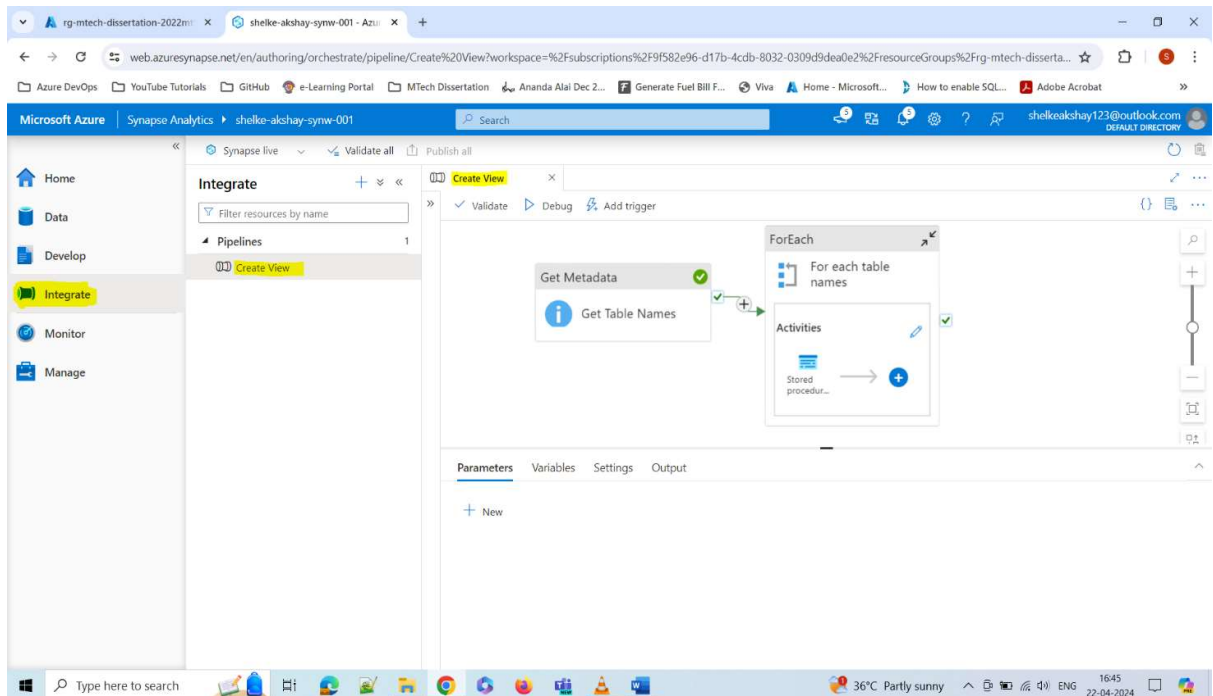 rg-mtech-dissertation-2022mt
shelke-akshay-synw-001 - Azu
web.azuresynapse.net/en/authoring/orchestrate/pipeline/Create%20View?workspace=%2Fsubscriptions%2F9f582e96-d17b-4cdb-8032-0309d9dea0e2%2FresourceGroups%2Frg-mtech-disserta...
S
Azure DevOps YouTube Tutorials GitHub e-Learning Portal MTech Dissertation Ananda Alai Dec 2... Generate Fuel Bill F... Viva Home - Microsoft... How to enable SQL... Adobe Acrobat »
Microsoft Azure Synapse Analytics shelke-akshay-synw-001 Search 5 5 shelkeakshay123@outlook.com
DEFAULT DIRECTORY
Synapse live Validate all Publish all
Home
Data
Develop
Integrate
Monitor
Manage
Integrate
Filter resources by name
Pipelines 1
Create View
Create View
Validate Debug Add trigger {}
Get Metadata
Get Table Names
ForEach
For each table
names
Activities
Stored
procedur...
Parameters Variables Settings Output
New
Type here to search
36°C Partly sunny ENG 16:45
22-04-2024